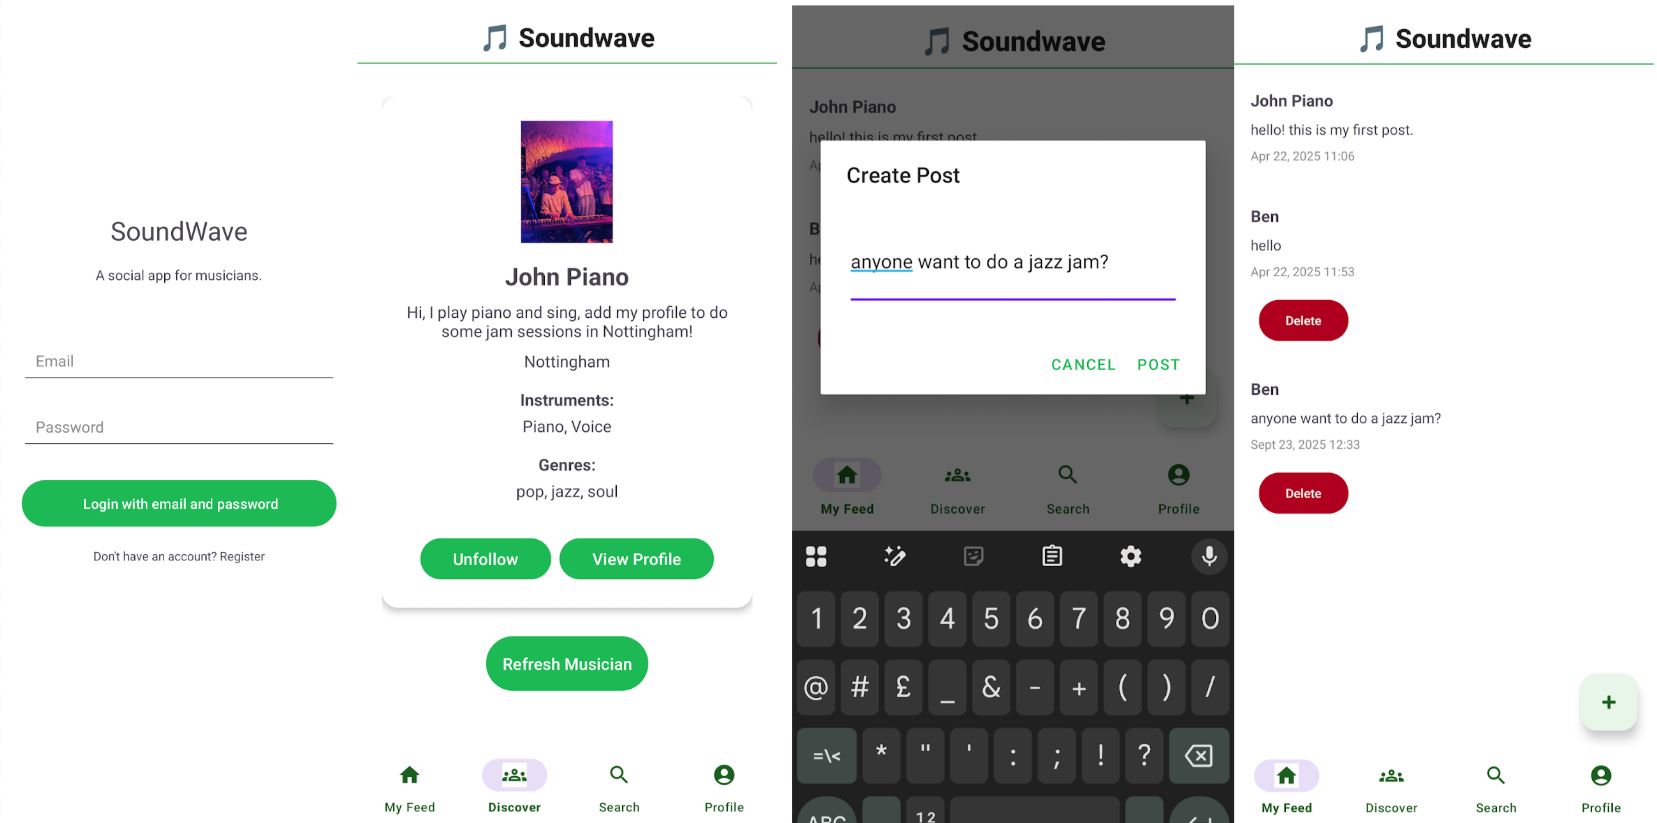 SoundWave
A social app for musicians.
Email
Password
Login with email and password
Don't have an account? Register
Soundwave
John Piano
Hi, I play piano and sing, add my profile to do
some jam sessions in Nottingham!
Nottingham
Instruments:
Piano, Voice
Genres:
pop, jazz, soul
Unfollow
View Profile
Refresh Musician
My Feed
Discover
Search
Profile
Soundwave
John Piano
hello! this is my first post.
Create Post
anyone want to do a jazz jam?
CANCEL
POST
My Feed
Discover
Search
Profile
1 2 3 4 5 6 7 8 9 0
@ # £ _ & - + ( ) /
=\< * " ' : ; ! ?
ABC 12
Soundwave
John Piano
hello! this is my first post.
Apr 22, 2025 11:06
Ben
hello
Apr 22, 2025 11:53
Delete
Ben
anyone want to do a jazz jam?
Sept 23, 2025 12:33
Delete
+
My Feed
Discover
Search
Profile